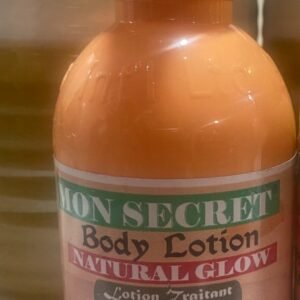 MON SECRET
Body Lotion
NATURAL GLOW
Lotion Traitant